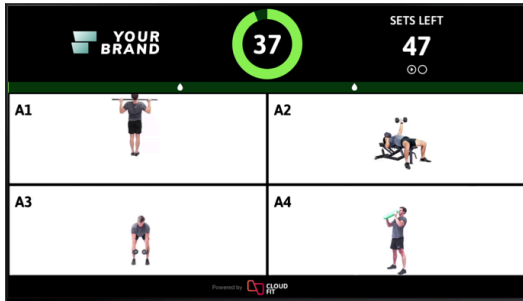 YOUR
BRAND
37
SETS LEFT
47
A1
A2
A3
A4
Powered by CLOUD
FIT